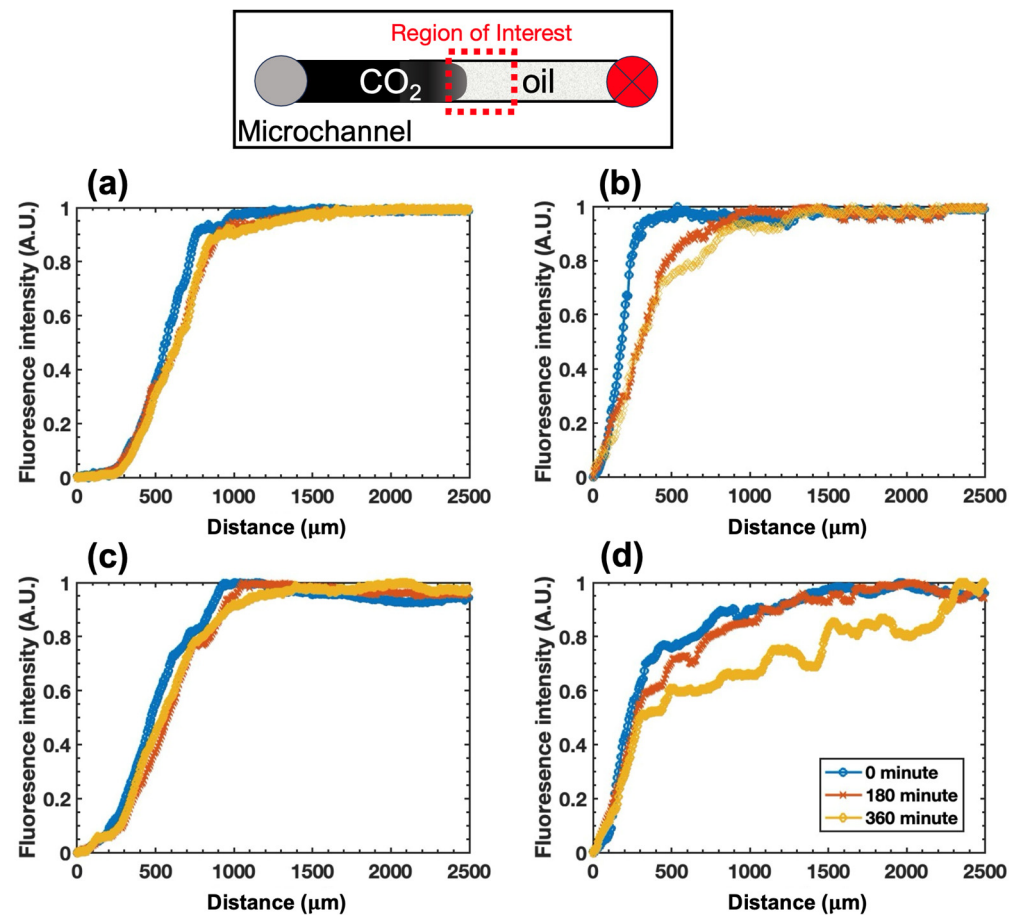 Region of Interest
CO₂ oil
Microchannel
(a)
Fluoresence intensity (A.U.)
1
0.8
0.6
0.4
0.2
0
0 500 1000 1500 2000 2500
Distance (μm)
(b)
Fluoresence intensity (A.U.)
1
0.8
0.6
0.4
0.2
0
0 500 1000 1500 2000 2500
Distance (μm)
(c)
Fluoresence intensity (A.U.)
1
0.8
0.6
0.4
0.2
0
0 500 1000 1500 2000 2500
Distance (μm)
(d)
Fluoresence intensity (A.U.)
1
0.8
0.6
0.4
0.2
0
0 500 1000 1500 2000 2500
Distance (μm)
0 minute
180 minute
360 minute